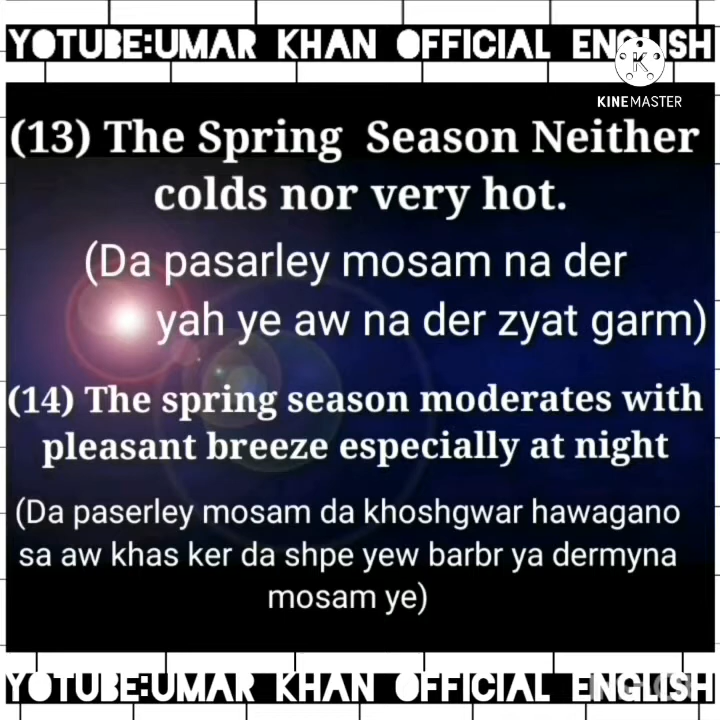 YOTUBE:UMAR KHAN OFFICIAL ENGLISH
KINEMASTER
(13) The Spring Season Neither
colds nor very hot.
(Da pasarley mosam na der
yah ye aw na der zyat garm)
(14) The spring season moderates with
pleasant breeze especially at night
(Da paserley mosam da khoshgwar hawagano
sa aw khas ker da shpe yew barbr ya dermyna
mosam ye)
YOTUBE:UMAR KHAN OFFICIAL ENGLISH